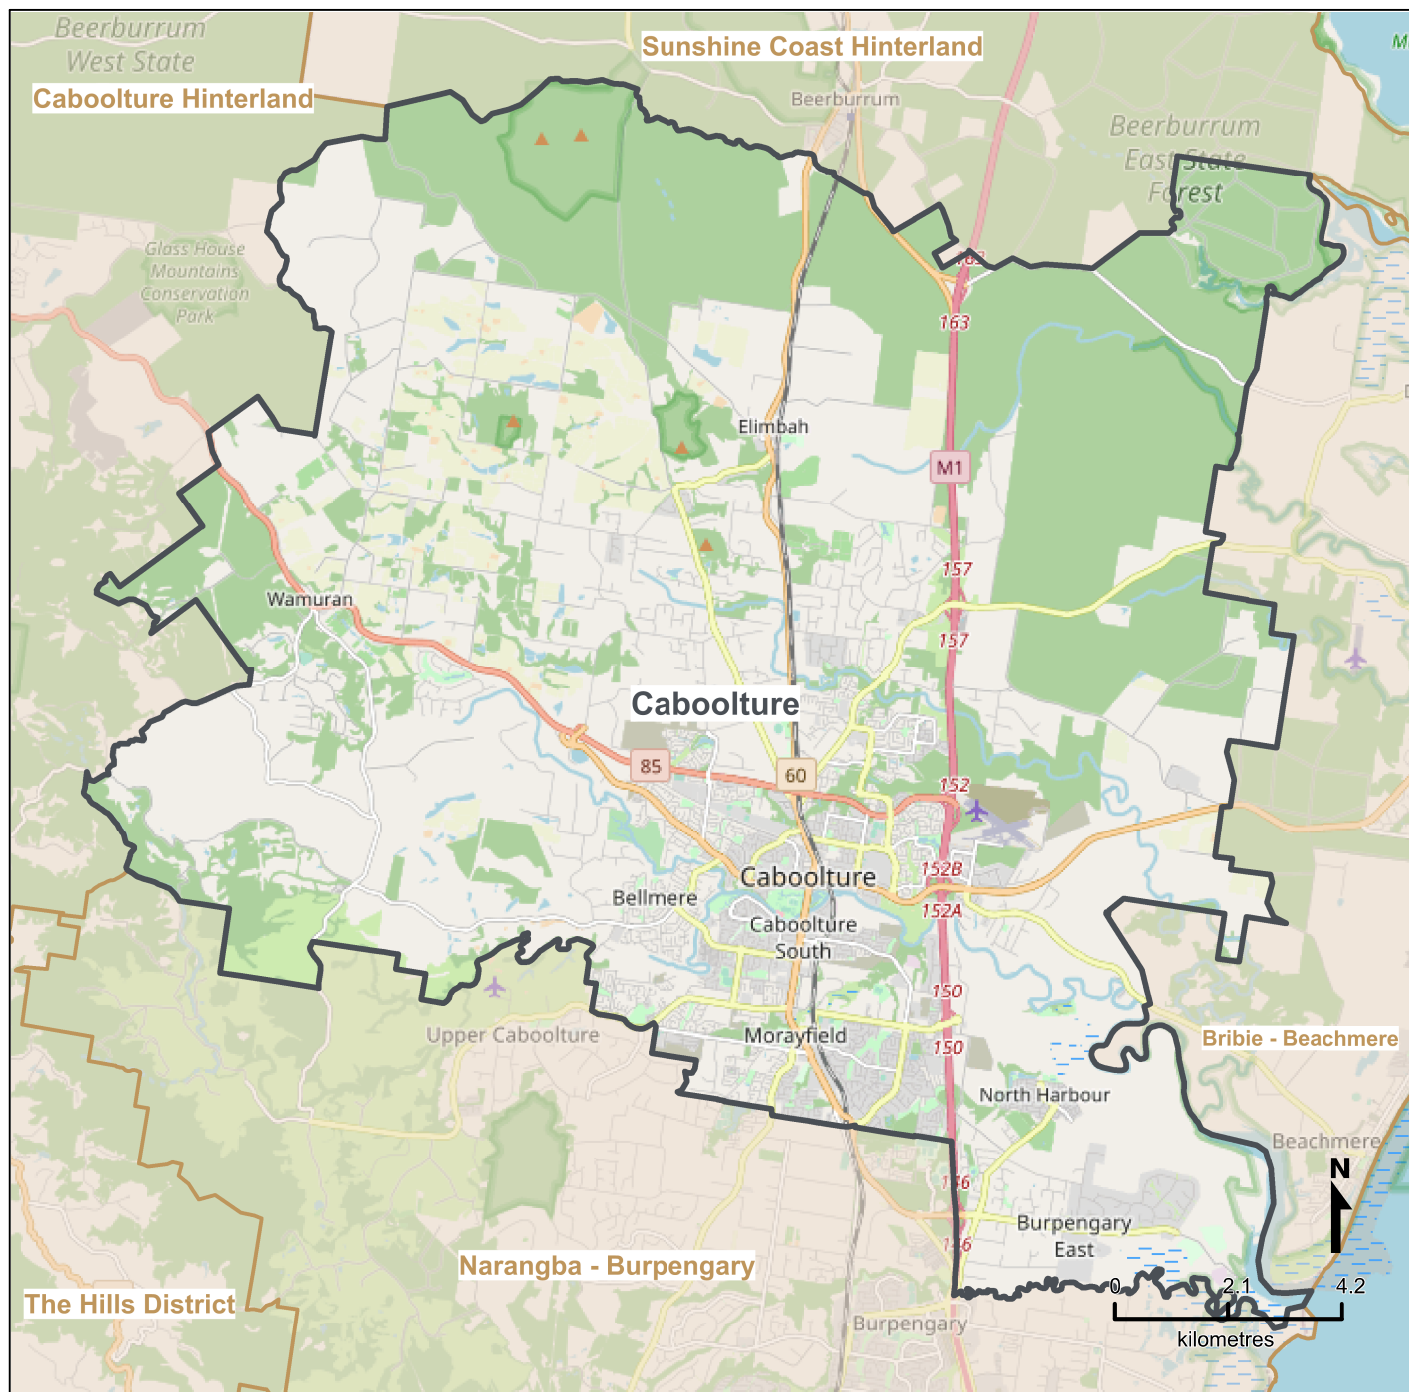 Beerburrum
West State
Sunshine Coast Hinterland
Caboolture Hinterland
Beerburrum
Beerburrum
East State
Forest
M
Glass House
Mountains
Conservation
Park
163
163
Elimbah
M1
157
Wamuran
157
Caboolture
85
60
152
152B
Caboolture
Bellmere
152A
Caboolture
South
150
Upper Caboolture
Morayfield
150
Bribie - Beachmere
North Harbour
Beachmere
N
146
Burpengary
East
146
Narangba - Burpengary
The Hills District
0 2.1 4.2
kilometres
Burpengary